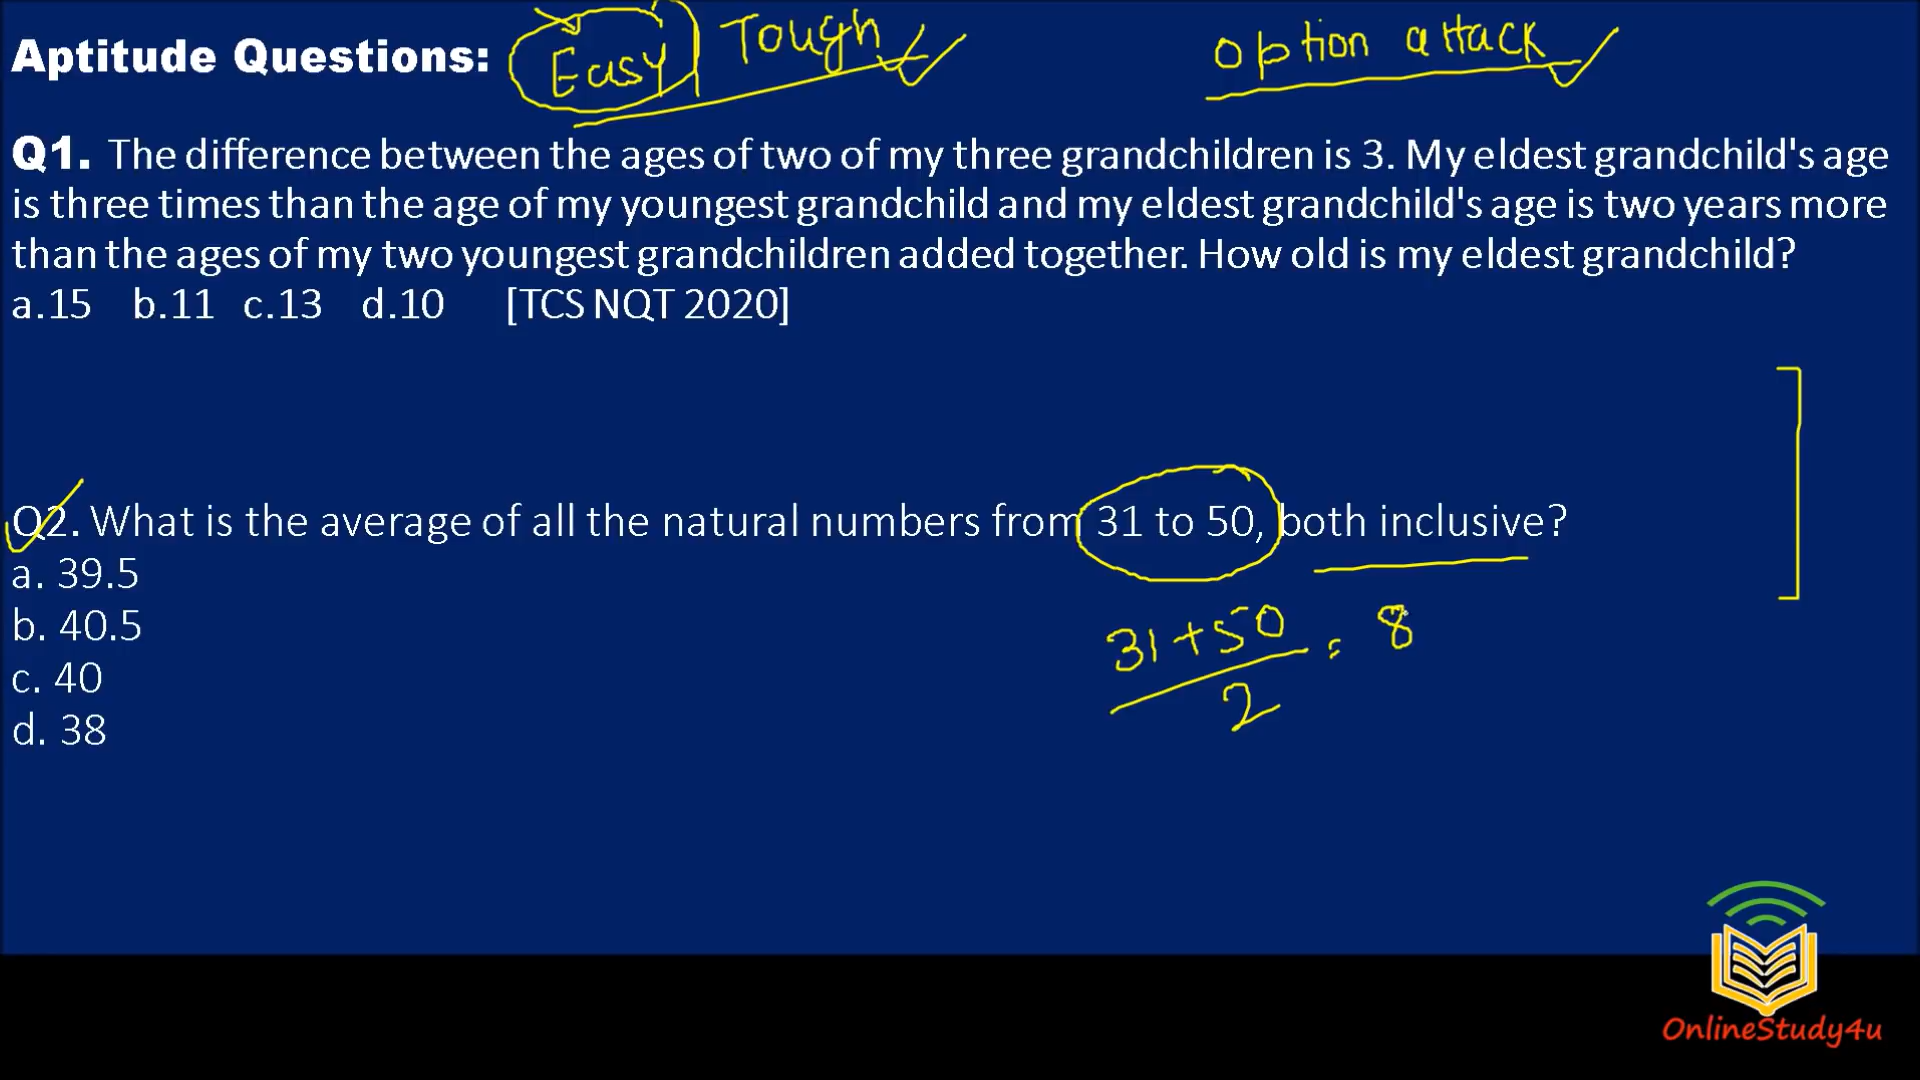 Aptitude Questions: Easy Tough option attack
Q1. The difference between the ages of two of my three grandchildren is 3. My eldest grandchild's age
is three times than the age of my youngest grandchild and my eldest grandchild's age is two years more
than the ages of my two youngest grandchildren added together. How old is my eldest grandchild?
a.15 b.11 c.13 d.10 [TCS NQT 2020]
Q2. What is the average of all the natural numbers from 31 to 50, both inclusive?
a. 39.5
b. 40.5
31+50 = 8
c. 40
2
d. 38
OnlineStudy4u